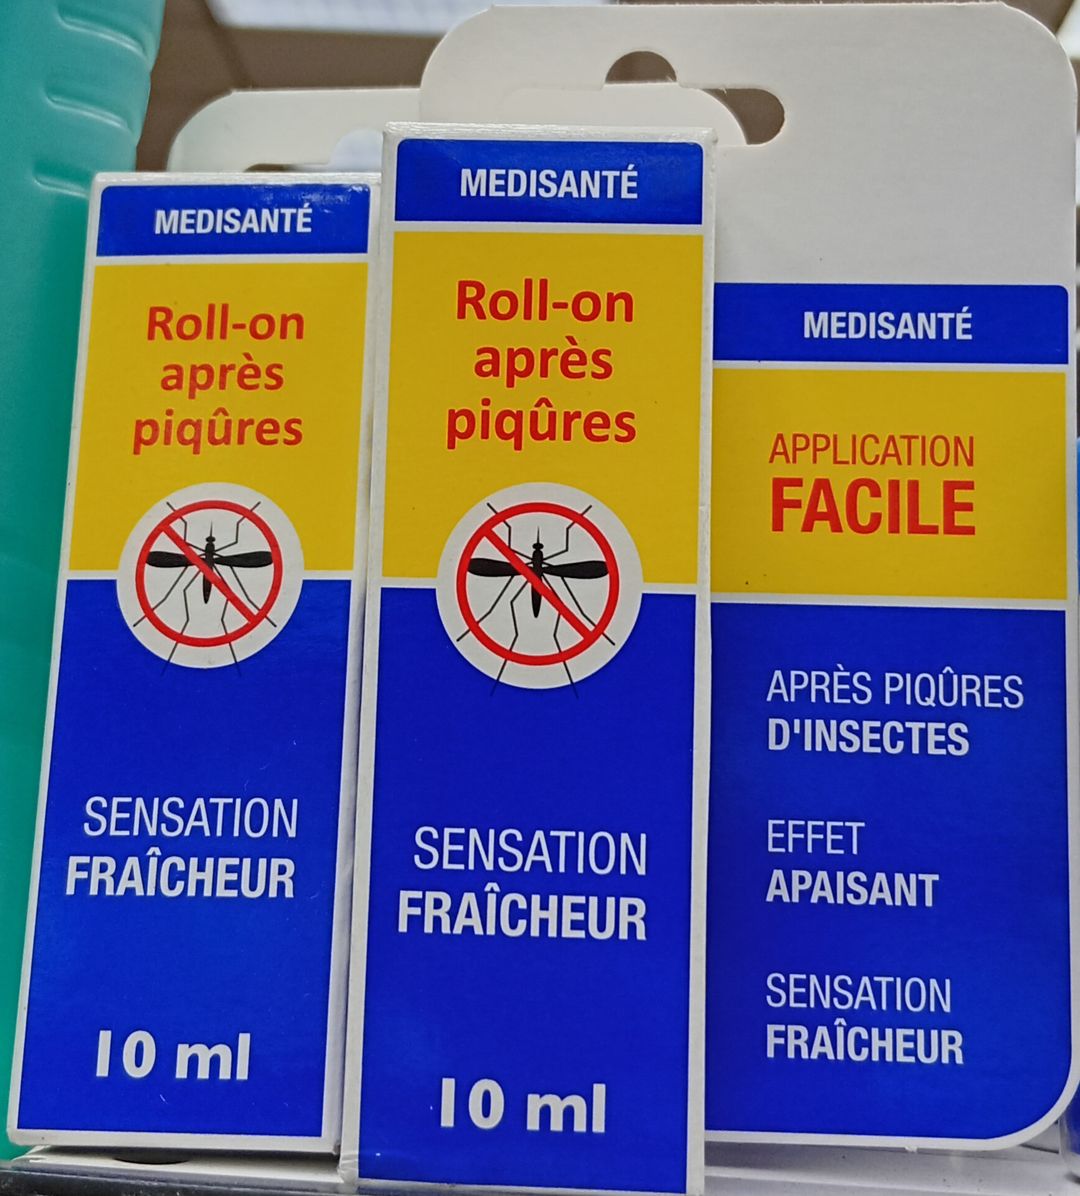 MEDISANTÉ
Roll-on
après
piqûres
SENSATION
FRAÎCHEUR
10 ml
MEDISANTÉ
Roll-on
après
piqûres
SENSATION
FRAÎCHEUR
10 ml
MEDISANTÉ
APPLICATION
FACILE
APRÈS PIQÛRES
D'INSECTES
EFFET
APAISANT
SENSATION
FRAÎCHEUR